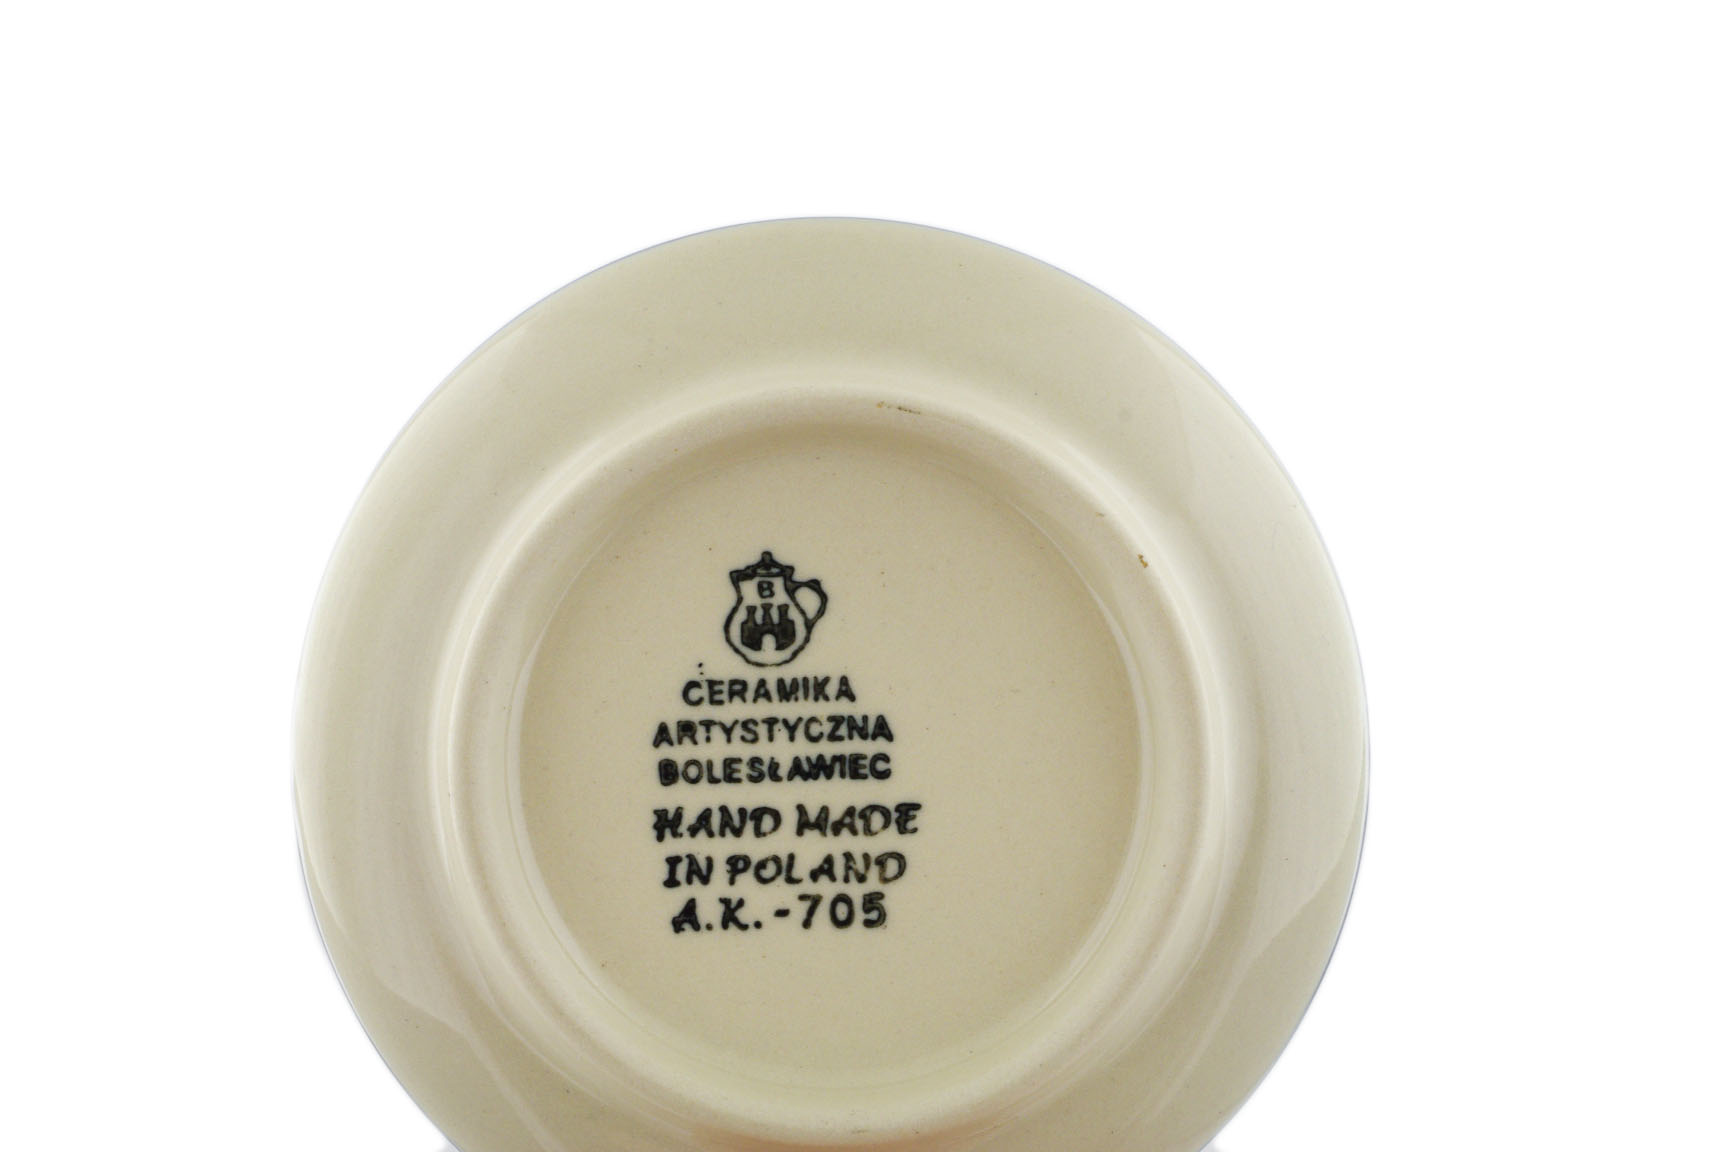 B
CERAMIKA
ARTYSTYCZNA
BOLESŁAWIEC
HAND MADE
IN POLAND
A.K.-705